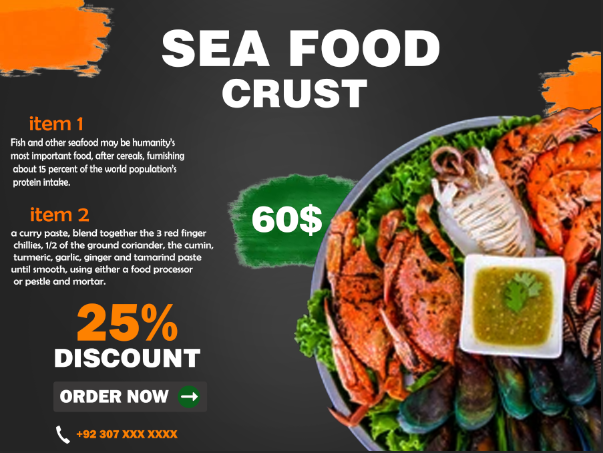 SEA FOOD
CRUST
item 1
Fish and other seafood may be humanity's
most important food, after cereals, furnishing
about 15 percent of the world population's
protein intake.
60$
item 2
a curry paste, blend together the 3 red finger
chillies, 1/2 of the ground coriander, the cumin,
turmeric, garlic, ginger and tamarind paste
until smooth, using either a food processor
or pestle and mortar.
25%
DISCOUNT
ORDER NOW
+92 307 XXX XXXX